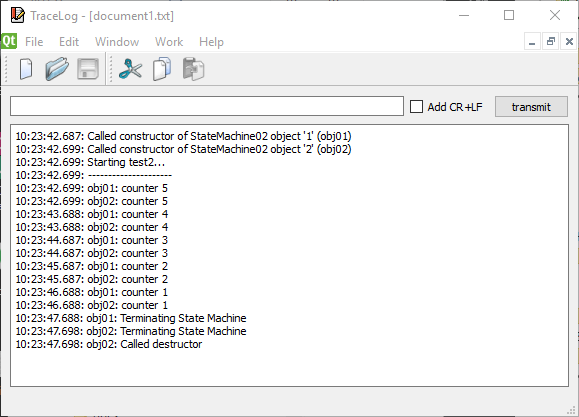 TraceLog - [document1.txt]
Qt File Edit Window Work Help
Add CR+LF transmit
10:23:42.687: Called constructor of StateMachine02 object '1' (obj01)
10:23:42.699: Called constructor of StateMachine02 object '2' (obj02)
10:23:42.699: Starting test2...
10:23:42.699: ----------------------
10:23:42.699: obj01: counter 5
10:23:42.699: obj02: counter 5
10:23:43.688: obj01: counter 4
10:23:43.688: obj02: counter 4
10:23:44.687: obj01: counter 3
10:23:44.687: obj02: counter 3
10:23:45.687: obj01: counter 2
10:23:45.687: obj02: counter 2
10:23:46.688: obj01: counter 1
10:23:46.688: obj02: counter 1
10:23:47.688: obj01: Terminating State Machine
10:23:47.698: obj02: Terminating State Machine
10:23:47.698: obj02: Called destructor